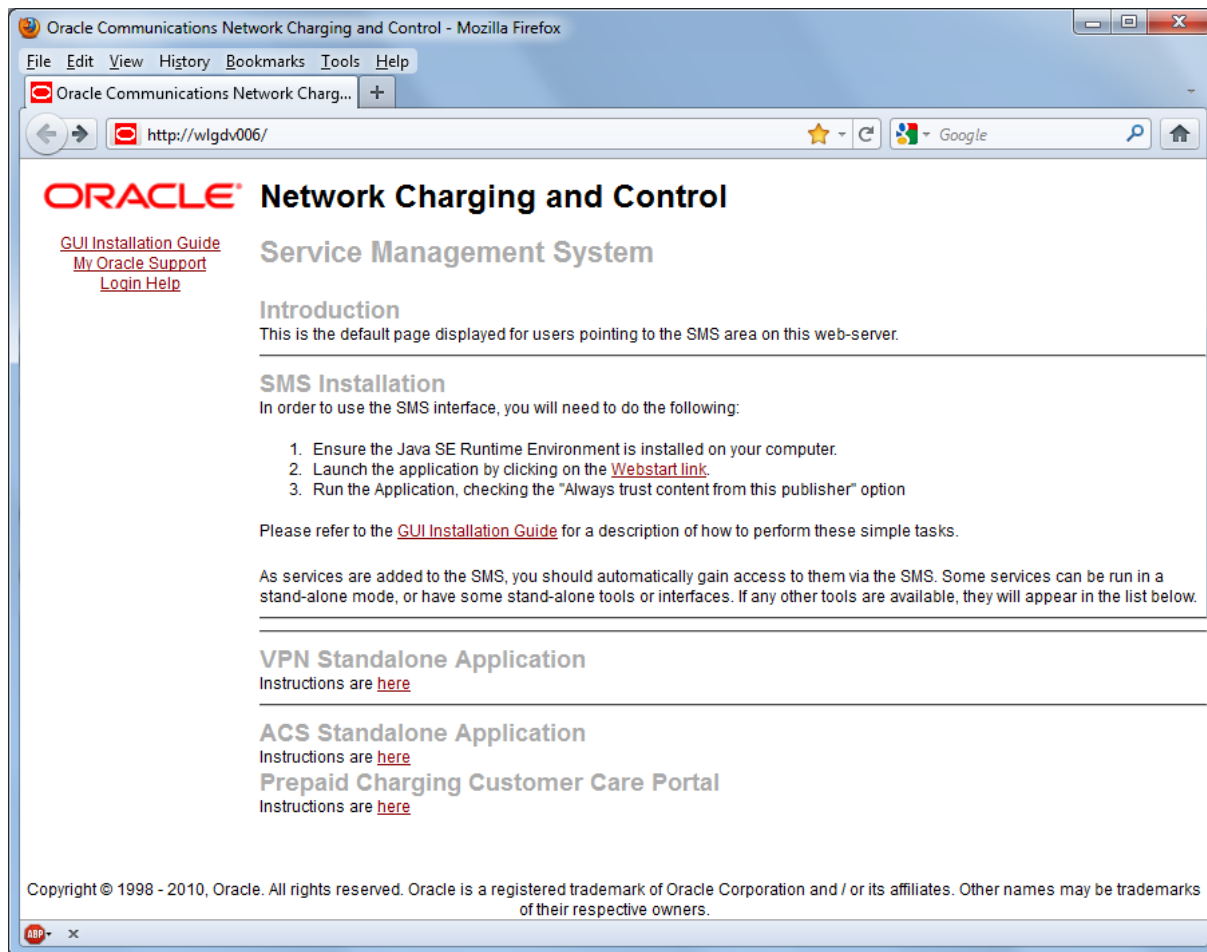 Oracle Communications Network Charging and Control - Mozilla Firefox
File Edit View History Bookmarks Tools Help
Oracle Communications Network Charg... +
http://wlgdv006/
Google
ORACLE® Network Charging and Control
GUI Installation Guide
My Oracle Support
Login Help
Service Management System
Introduction
This is the default page displayed for users pointing to the SMS area on this web-server.
SMS Installation
In order to use the SMS interface, you will need to do the following:
1. Ensure the Java SE Runtime Environment is installed on your computer.
2. Launch the application by clicking on the Webstart link.
3. Run the Application, checking the "Always trust content from this publisher" option
Please refer to the GUI Installation Guide for a description of how to perform these simple tasks.
As services are added to the SMS, you should automatically gain access to them via the SMS. Some services can be run in a
stand-alone mode, or have some stand-alone tools or interfaces. If any other tools are available, they will appear in the list below.
VPN Standalone Application
Instructions are here
ACS Standalone Application
Instructions are here
Prepaid Charging Customer Care Portal
Instructions are here
Copyright © 1998 - 2010, Oracle. All rights reserved. Oracle is a registered trademark of Oracle Corporation and / or its affiliates. Other names may be trademarks
of their respective owners.
ABP